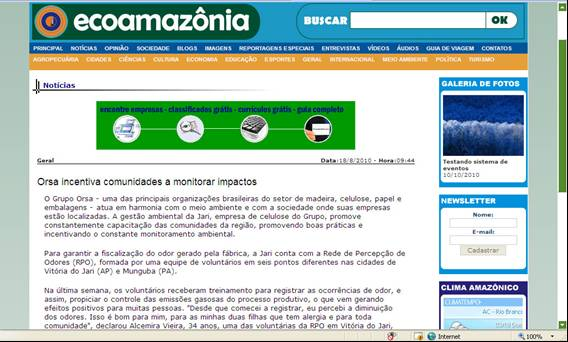 ecoamazônia
BUSCAR OK
PRINCIPAL NOTÍCIAS OPINIÃO SOCIEDADE BLOGS IMAGENS REPORTAGENS ESPECIAIS ENTREVISTAS VÍDEOS ÁUDIOS GUIA DE VIAGEM CONTATOS
AGROPECUÁRIA CIDADES CIÊNCIAS CULTURA ECONOMIA EDUCAÇÃO ESPORTES GERAL INTERNACIONAL MEIO AMBIENTE POLÍTICA TURISMO
Notícias
encontre empresas - classificados grátis - currículos grátis - guia completo
Geral Data:18/8/2010 - Hora:09:44
Orsa incentiva comunidades a monitorar impactos
O Grupo Orsa - uma das principais organizações brasileiras do setor de madeira, celulose, papel e
embalagens - atua em harmonia com o meio ambiente e com a sociedade onde suas empresas
estão localizadas. A gestão ambiental da Jari, empresa de celulose do Grupo, promove
constantemente capacitação das comunidades da região, promovendo boas práticas e
incentivando o constante monitoramento ambiental.
Para garantir a fiscalização do odor gerado pela fábrica, a Jari conta com a Rede de Percepção de
Odores (RPO), formada por uma equipe de voluntários em seis pontos diferentes nas cidades de
Vitória do Jari (AP) e Munguba (PA).
Na última semana, os voluntários receberam treinamento para registrar as ocorrências de odor, e
assim, propiciar o controle das emissões gasosas do processo produtivo, o que vem gerando
efeitos positivos para muitas pessoas. "Desde que comecei a registrar, eu percebi a diminuição
dos odores. Isso é bom para mim, para as minhas duas filhas que tem alergia e para toda
comunidade", declarou Alcemira Vieira, 34 anos, uma das voluntárias da RPO em Vitória do Jari,
GALERIA DE FOTOS
Testando sistema de
eventos
10/10/2010
NEWSLETTER
Nome:
E-mail:
Cadastrar
CLIMA AMAZÔNICO
CLIMATEMPO
AC - Rio Branco
Internet 100%